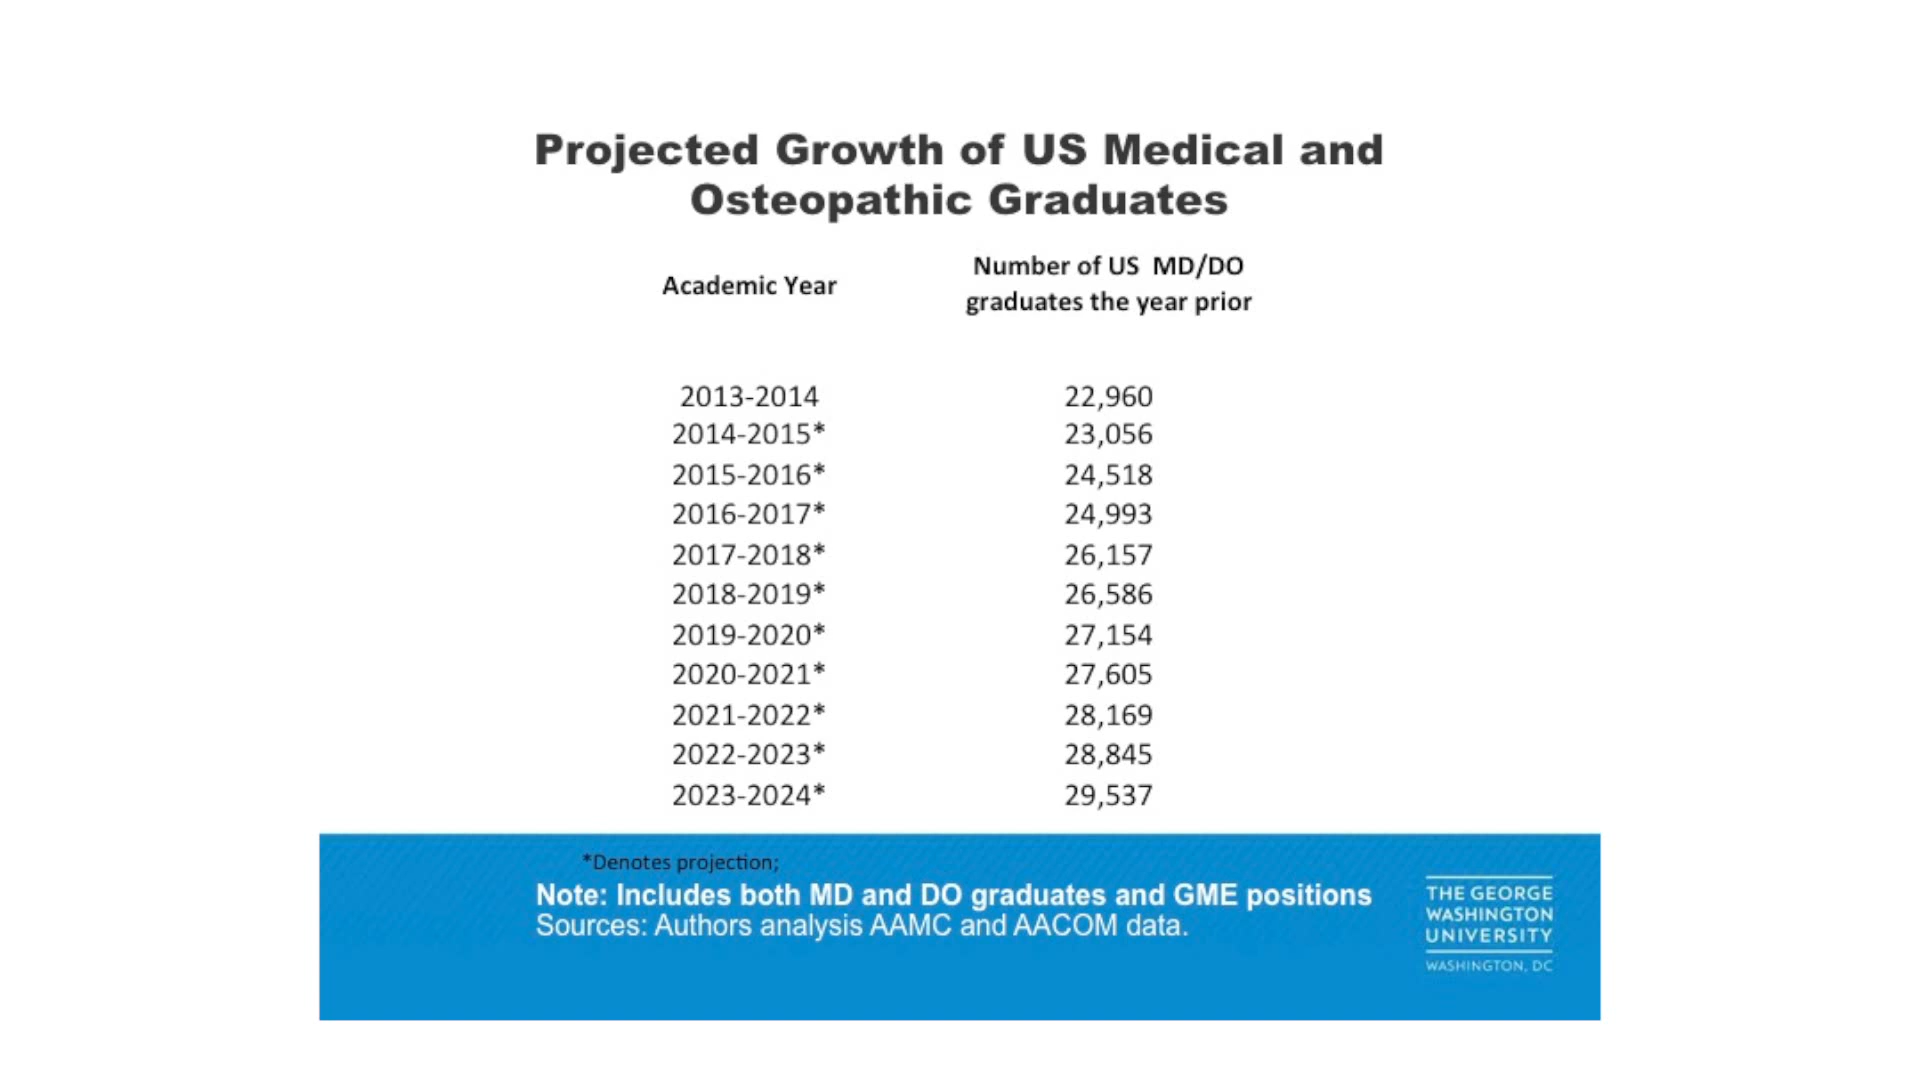 Projected Growth of US Medical and
Osteopathic Graduates
Academic Year
Number of US MD/DO
graduates the year prior
2013-2014 22,960
2014-2015* 23,056
2015-2016* 24,518
2016-2017* 24,993
2017-2018* 26,157
2018-2019* 26,586
2019-2020* 27,154
2020-2021* 27,605
2021-2022* 28,169
2022-2023* 28,845
2023-2024* 29,537
*Denotes projection;
Note: Includes both MD and DO graduates and GME positions
Sources: Authors analysis AAMC and AACOM data.
THE GEORGE
WASHINGTON
UNIVERSITY
WASHINGTON, DC